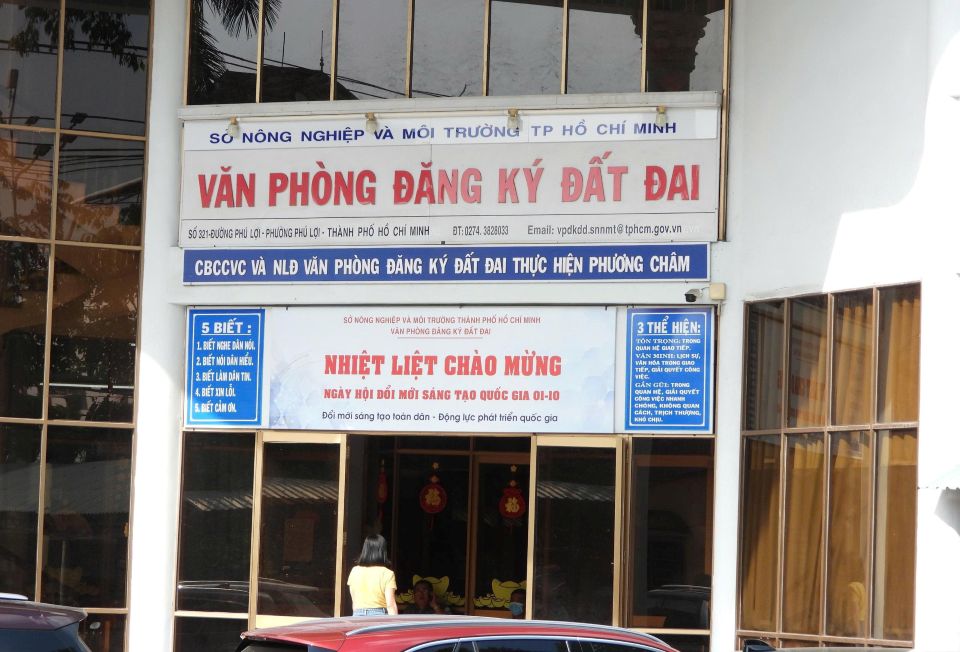 SỞ NÔNG NGHIỆP VÀ MÔI TRƯỜNG TP HỒ CHÍ MINH
VĂN PHÒNG ĐĂNG KÝ ĐẤT ĐAI
SỐ 321-ĐƯỜNG PHÚ LỢI - PHƯỜNG PHÚ LỢI - THÀNH PHỐ HỒ CHÍ MINH ĐT: 0274. 3828033 Email: vpdkdd.snnmt@tphcm.gov.vn
CBCCVC VÀ NLĐ VĂN PHÒNG ĐĂNG KÝ ĐẤT ĐAI THỰC HIỆN PHƯƠNG CHÂM
5 BIẾT :
1. BIẾT NGHE DÂN NÓI.
2. BIẾT NÓI DÂN HIỂU.
3. BIẾT LÀM DÂN TIN.
4. BIẾT XIN LỖI.
5. BIẾT CẢM ƠN.
SỞ NÔNG NGHIỆP VÀ MÔI TRƯỜNG THÀNH PHỐ HỒ CHÍ MINH
VĂN PHÒNG ĐĂNG KÝ ĐẤT ĐAI
NHIỆT LIỆT CHÀO MỪNG
NGÀY HỘI ĐỔI MỚI SÁNG TẠO QUỐC GIA 01-10
Đổi mới sáng tạo toàn dân - Động lực phát triển quốc gia
3 THỂ HIỆN:
TÔN TRỌNG: TRONG
QUAN HỆ GIAO TIẾP.
VĂN MINH: LỊCH SỰ,
VĂN HÓA TRONG GIAO
TIẾP, GIẢI QUYẾT CÔNG
VIỆC.
GẦN GŨI: TRONG
QUAN HỆ, GIẢI QUYẾT
CÔNG VIỆC NHANH
CHÓNG, KHÔNG QUAN
CÁCH, TRỊCH THƯỢNG,
KHÓ CHỊU.
福
福